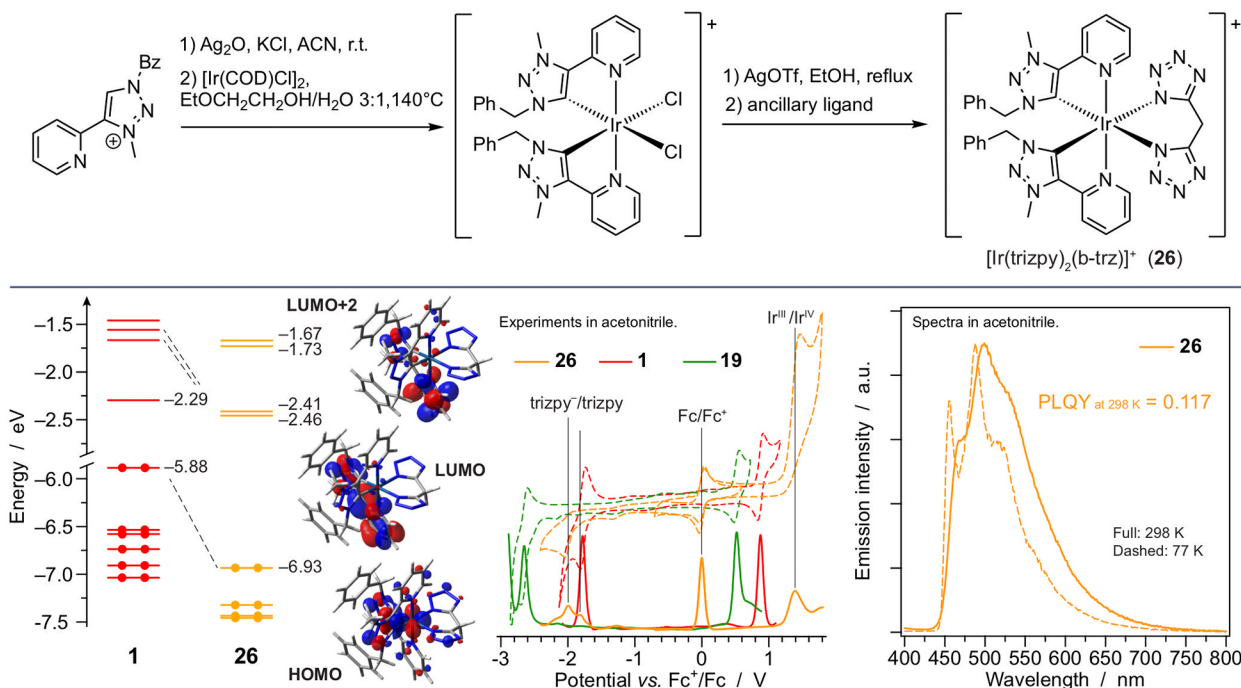 1) Ag₂O, KCl, ACN, r.t.
2) [Ir(COD)Cl]₂,
EtOCH₂CH₂OH/H₂O 3:1,140°C
Bz
N
N
N
⊕
N
+
N
N
N
N
Ph
Ir
Cl
Cl
Ph
N
N
N
N
1) AgOTf, EtOH, reflux
2) ancillary ligand
+
N
N
N
N
Ph
Ir
N
N
N
N
Ph
N
N
N
N
N
N
N
N
[Ir(trizpy)₂(b-trz)]⁺ (26)
Energy / eV
−1.5
−2.0
−2.5
−6.0
−6.5
−7.0
−7.5
−2.29
−5.88
−1.67
−1.73
−2.41
−2.46
−6.93
1
26
LUMO+2
LUMO
HOMO
Experiments in acetonitrile.
26
1
19
trizpy⁻/trizpy
Fc/Fc⁺
Irᴵᴵᴵ/Irᴵⱽ
-3
-2
-1
0
1
Potential vs. Fc⁺/Fc / V
Spectra in acetonitrile.
26
PLQY at 298 K = 0.117
Full: 298 K
Dashed: 77 K
Emission intensity / a.u.
400 450 500 550 600 650 700 750 800
Wavelength / nm